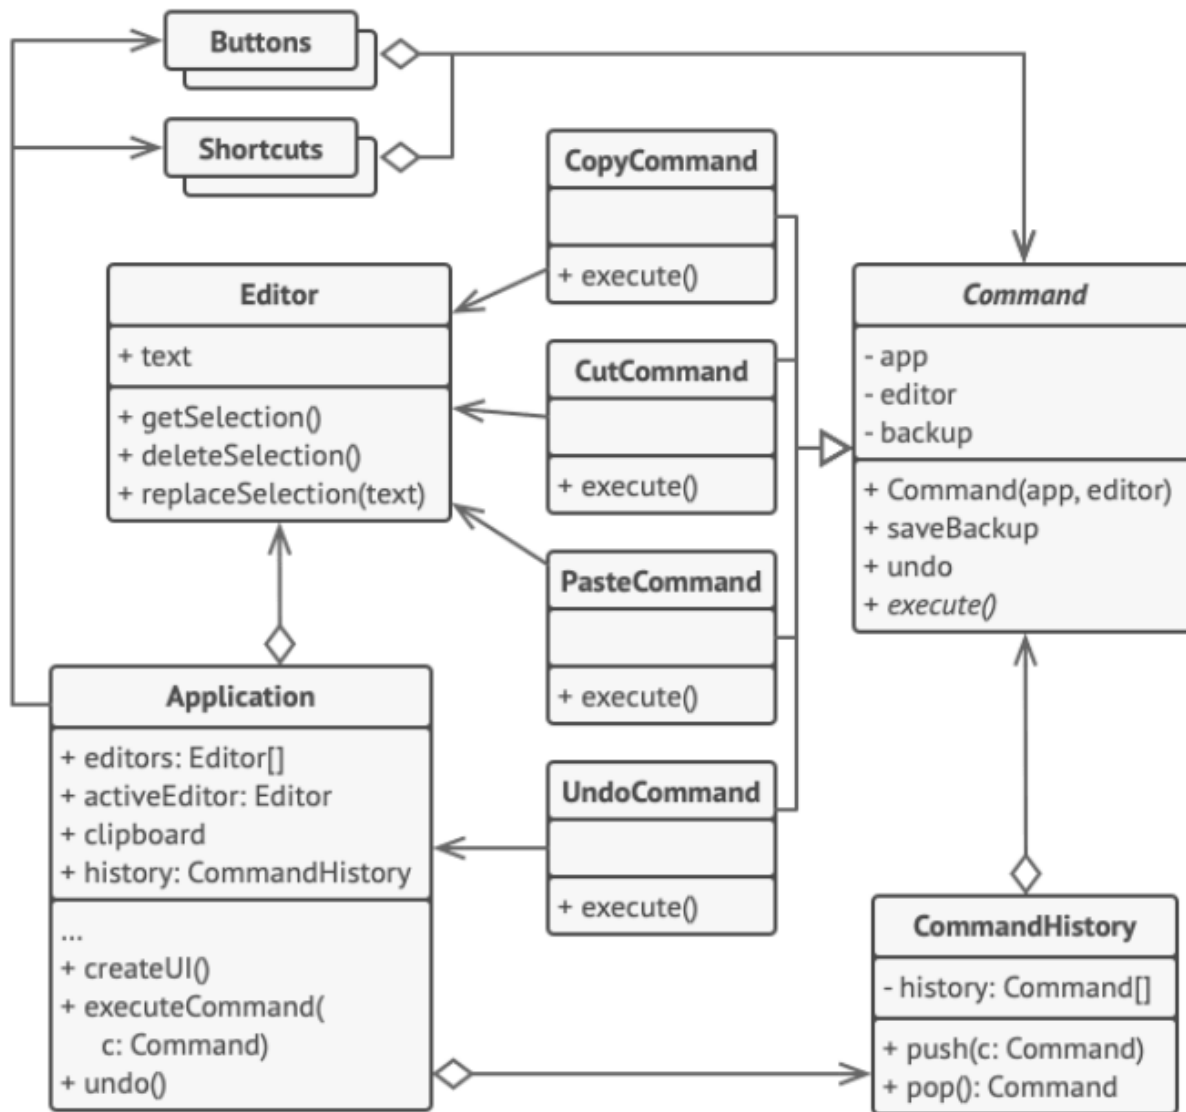 Buttons
Shortcuts
CopyCommand
+ execute()
Editor
+ text
+ getSelection()
+ deleteSelection()
+ replaceSelection(text)
CutCommand
+ execute()
Command
- app
- editor
- backup
+ Command(app, editor)
+ saveBackup
+ undo
+ execute()
PasteCommand
+ execute()
Application
+ editors: Editor[]
+ activeEditor: Editor
+ clipboard
+ history: CommandHistory
...
+ createUI()
+ executeCommand(
c: Command)
+ undo()
UndoCommand
+ execute()
CommandHistory
- history: Command[]
+ push(c: Command)
+ pop(): Command